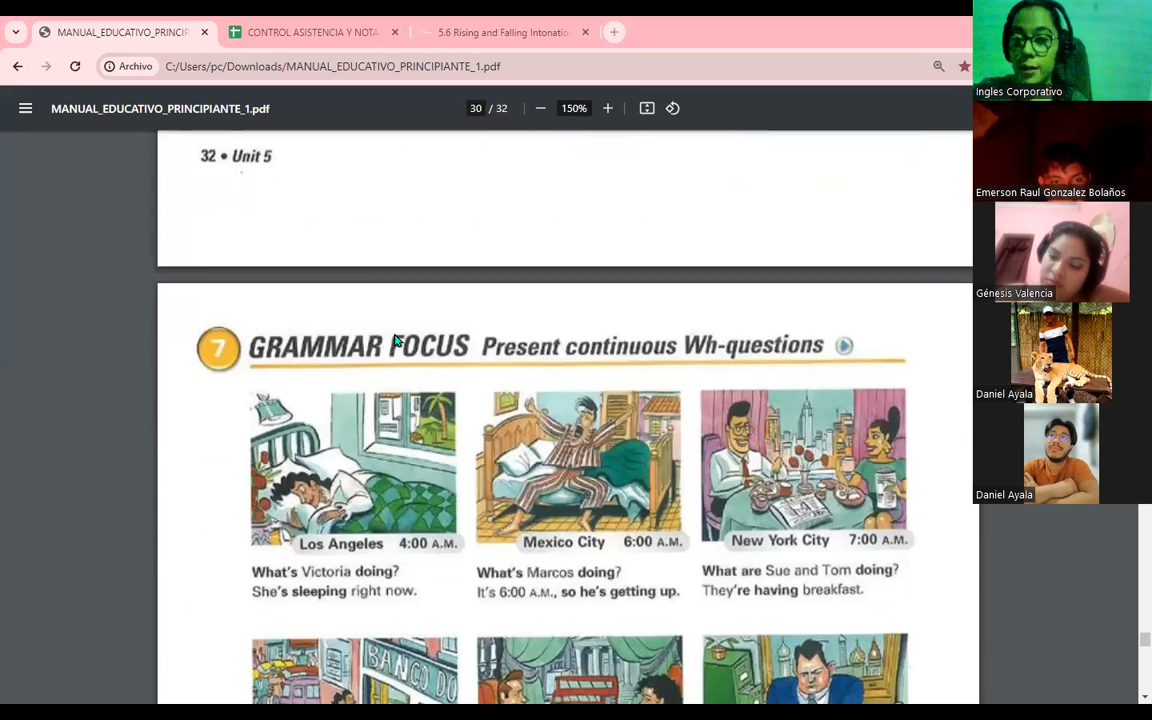 MANUAL_EDUCATIVO_PRINCIP
CONTROL ASISTENCIA Y NOTA
5.6 Rising and Falling Intonatio
Archivo
C:/Users/pc/Downloads/MANUAL_EDUCATIVO_PRINCIPIANTE_1.pdf
MANUAL_EDUCATIVO_PRINCIPIANTE_1.pdf
30 / 32
150%
Ingles Corporativo
Emerson Raul Gonzalez Bolaños
Génesis Valencia
Daniel Ayala
Daniel Ayala
32 • Unit 5
7 GRAMMAR FOCUS Present continuous Wh-questions
Los Angeles 4:00 A.M.
What's Victoria doing?
She's sleeping right now.
Mexico City 6:00 A.M.
What's Marcos doing?
It's 6:00 A.M., so he's getting up.
New York City 7:00 A.M.
What are Sue and Tom doing?
They're having breakfast.
BANCO DO